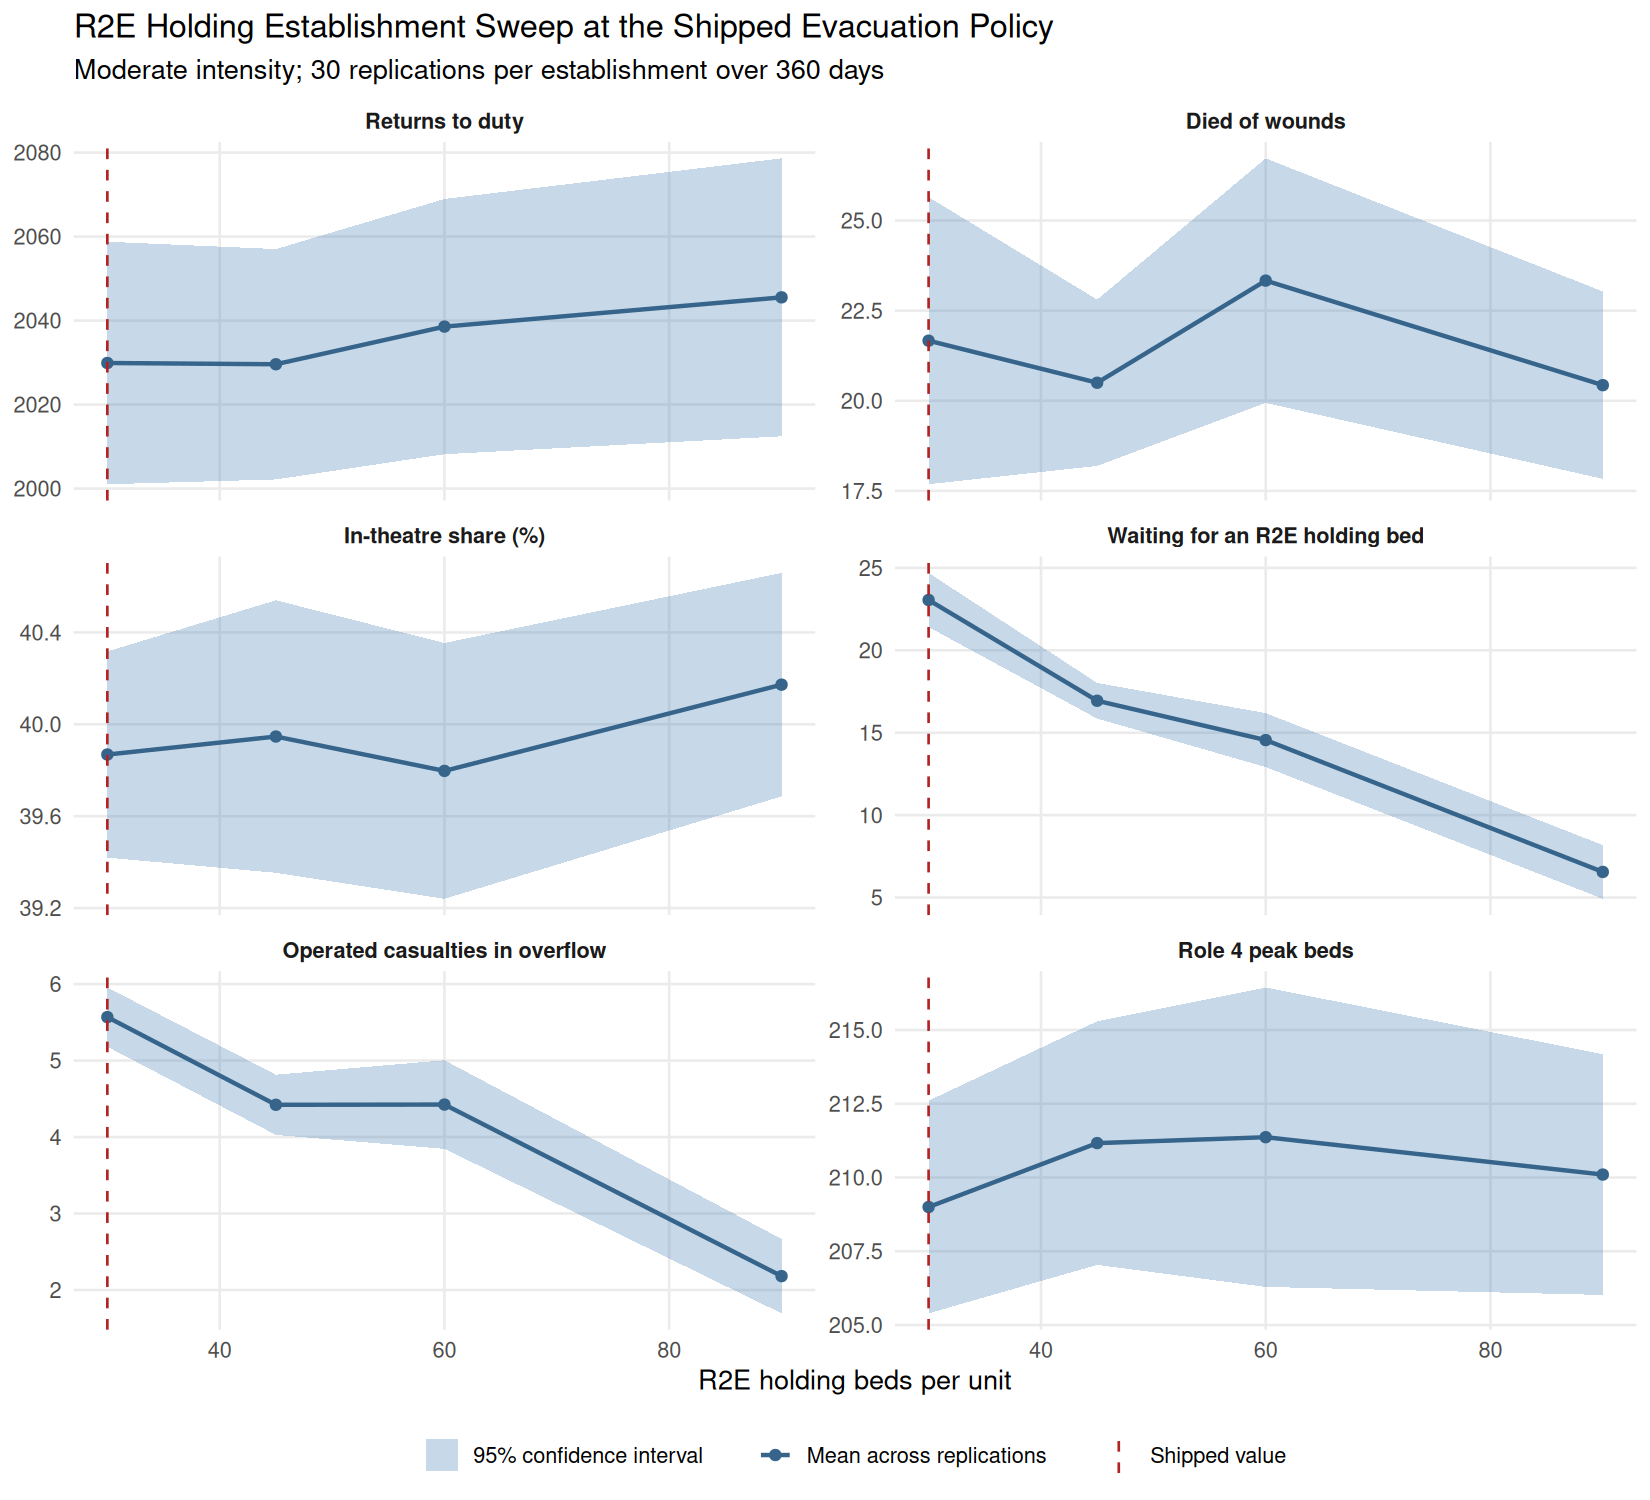 R2E Holding Establishment Sweep at the Shipped Evacuation Policy
Moderate intensity; 30 replications per establishment over 360 days
Returns to duty
2080
2060
2040
2020
2000
Died of wounds
25.0
22.5
20.0
17.5
In-theatre share (%)
40.4
40.0
39.6
39.2
Waiting for an R2E holding bed
25
20
15
10
5
Operated casualties in overflow
6
5
4
3
2
40 60 80
Role 4 peak beds
215.0
212.5
210.0
207.5
205.0
40 60 80
R2E holding beds per unit
95% confidence interval
Mean across replications
Shipped value